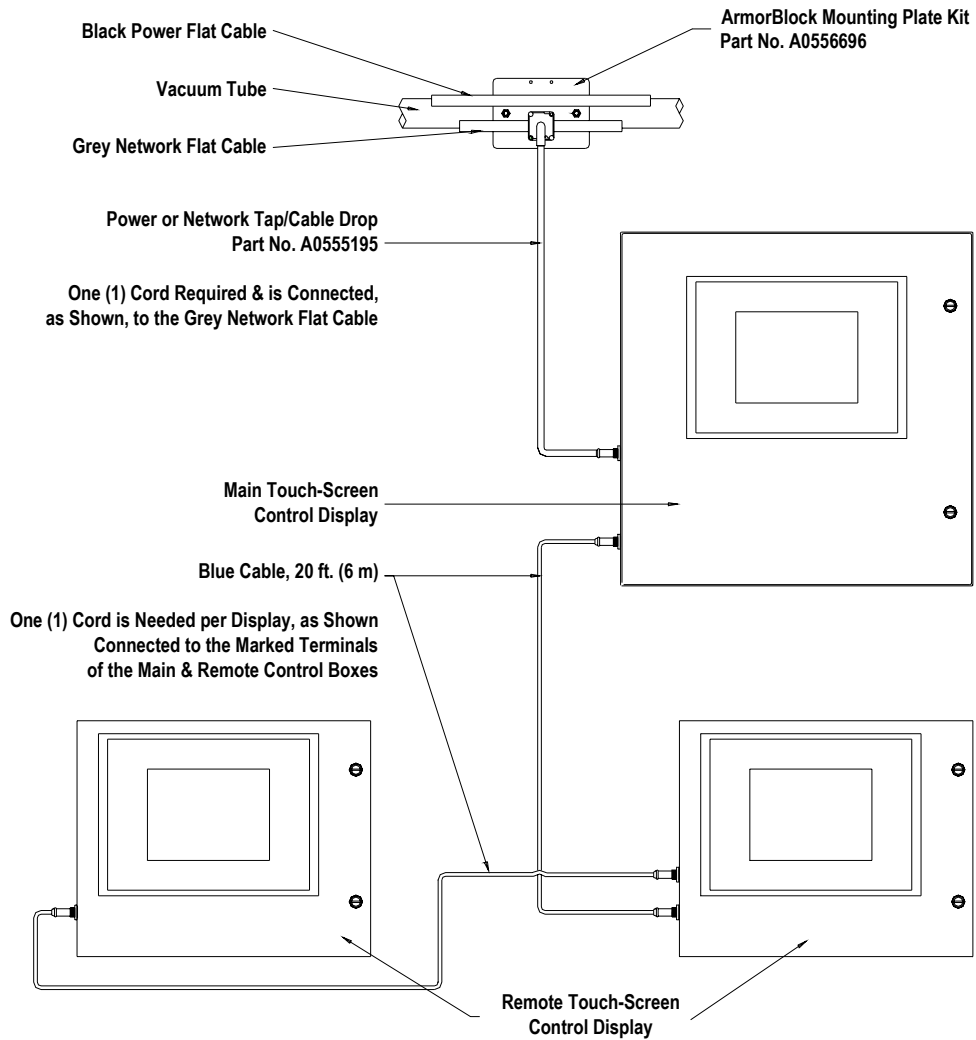 ArmorBlock Mounting Plate Kit
Part No. A0556696
Black Power Flat Cable
Vacuum Tube
Grey Network Flat Cable
Power or Network Tap/Cable Drop
Part No. A0555195
One (1) Cord Required & is Connected,
as Shown, to the Grey Network Flat Cable
Main Touch-Screen
Control Display
Blue Cable, 20 ft. (6 m)
One (1) Cord is Needed per Display, as Shown
Connected to the Marked Terminals
of the Main & Remote Control Boxes
Remote Touch-Screen
Control Display